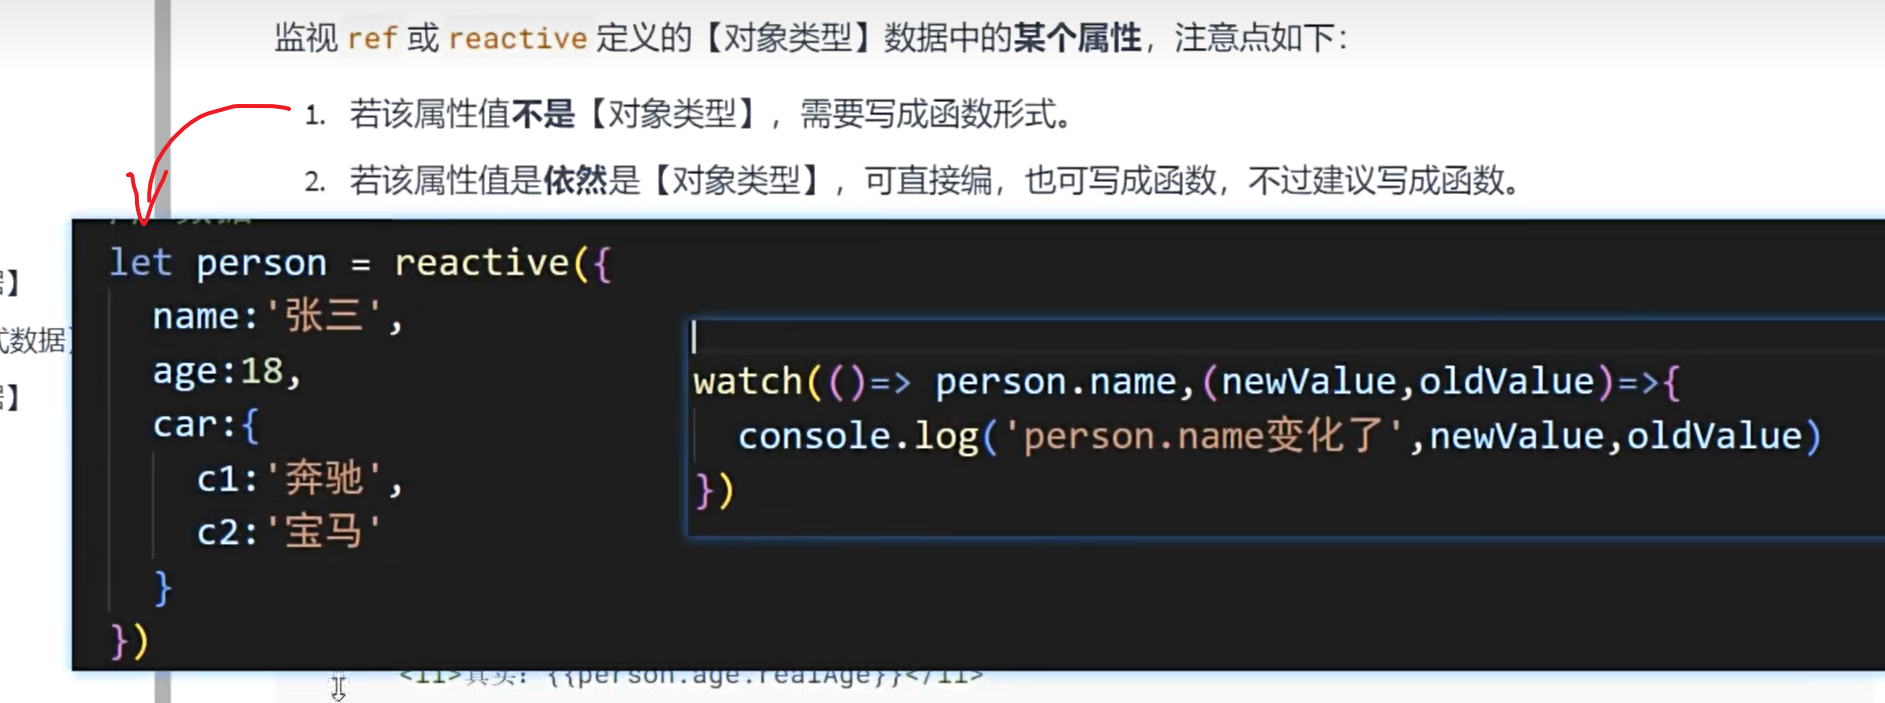 监视 ref 或 reactive 定义的【对象类型】数据中的某个属性，注意点如下：
1. 若该属性值不是【对象类型】，需要写成函数形式。
2. 若该属性值是依然是【对象类型】，可直接编，也可写成函数，不过建议写成函数。
let person = reactive({
name:'张三',
age:18,
car:{
c1:'奔驰',
c2:'宝马'
}
})
watch(()=> person.name,(newValue,oldValue)=>{
console.log('person.name变化了',newValue,oldValue)
})
】
式数据】
】
<li>真实：{{person.age.realAge}}</li>